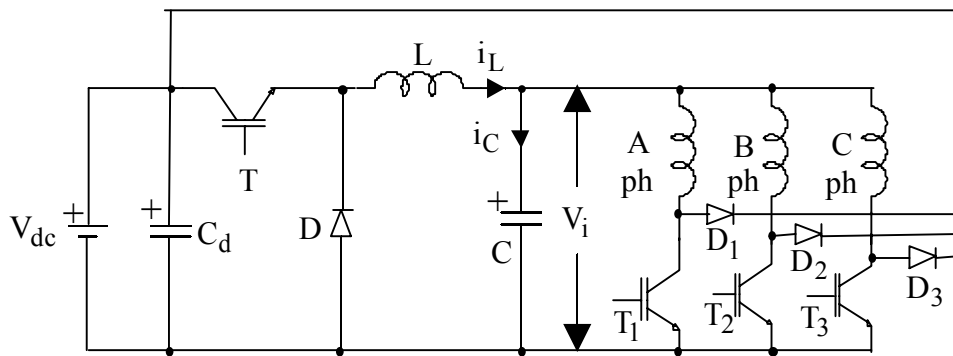 L
i_L
i_C
A
ph
B
ph
C
ph
T
+
V_dc
+
C_d
D
+
C
V_i
D_1
D_2
D_3
T_1
T_2
T_3